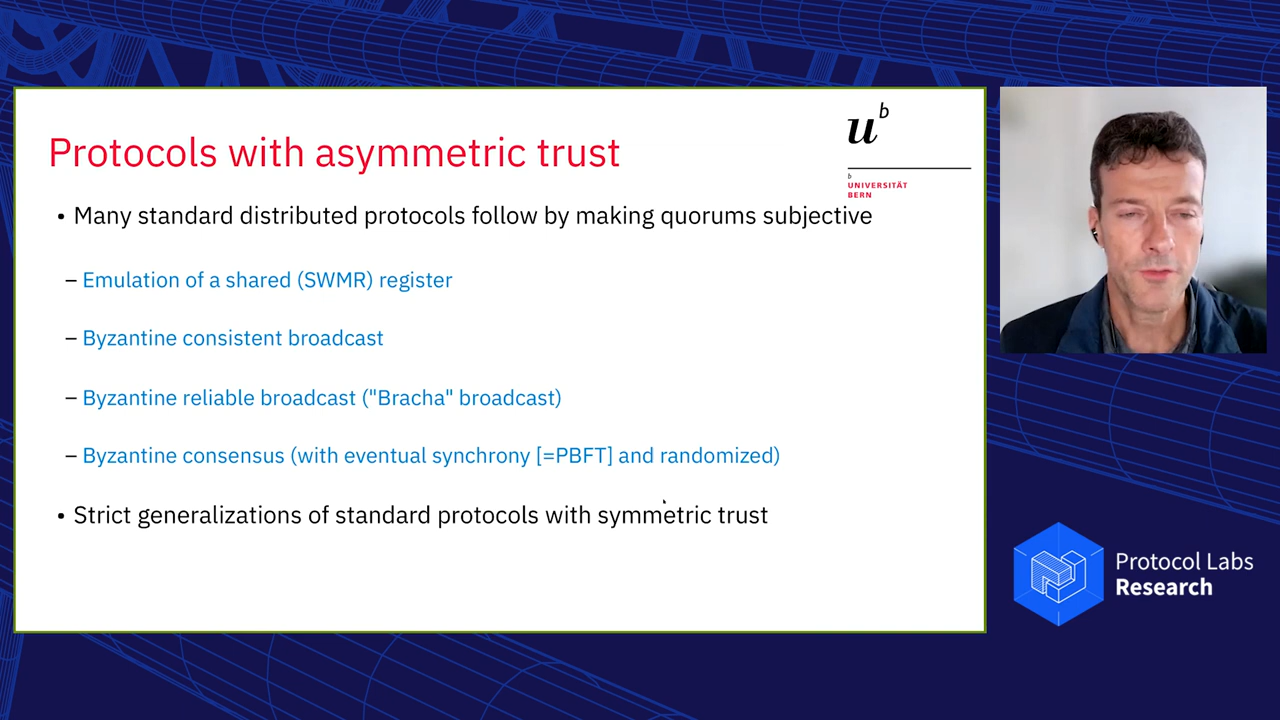 Protocols with asymmetric trust
u^b
b
UNIVERSITÄT
BERN
• Many standard distributed protocols follow by making quorums subjective
– Emulation of a shared (SWMR) register
– Byzantine consistent broadcast
– Byzantine reliable broadcast ("Bracha" broadcast)
– Byzantine consensus (with eventual synchrony [=PBFT] and randomized)
• Strict generalizations of standard protocols with symmetric trust
Protocol Labs
Research